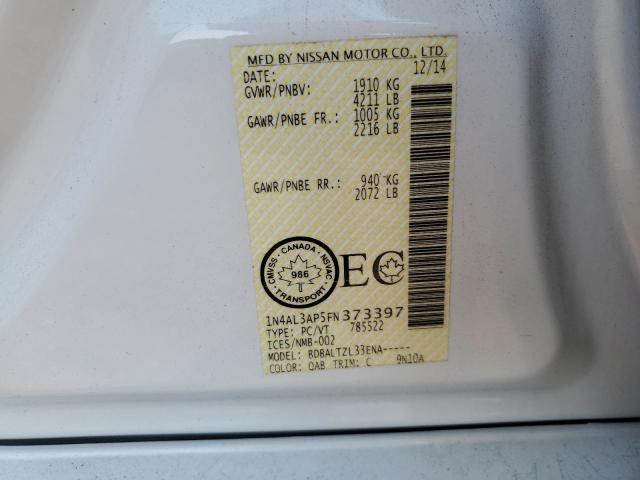 MFD BY NISSAN MOTOR CO., LTD.
DATE: 12/14
GVWR/PNBV: 1910 KG
4211 LB
GAWR/PNBE FR.: 1005 KG
2216 LB
GAWR/PNBE RR.: 940 KG
2072 LB
CMVSS · CANADA · NSVAC
986
TRANSPORT
EC
1N4AL3AP5FN373397
TYPE: PC/VT 785522
ICES/NMB-002
MODEL: BDBALTZL33ENA-----
COLOR: QAB TRIM: C 9N10A